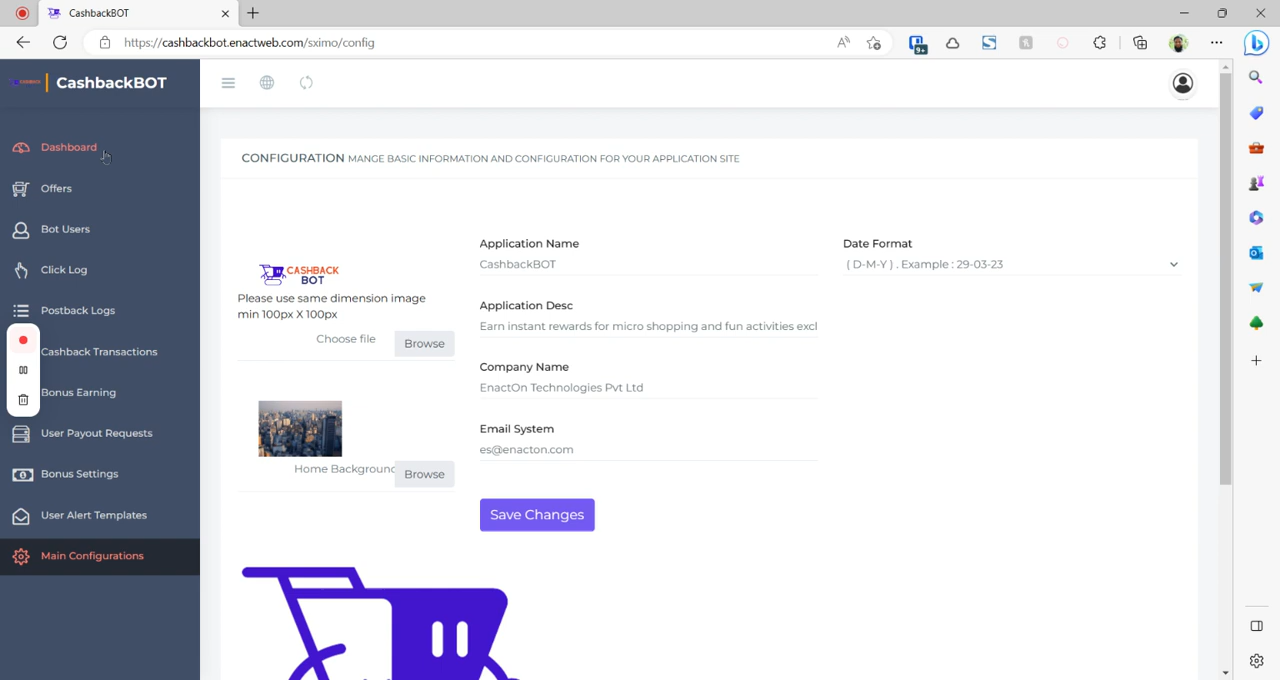 CashbackBOT
https://cashbackbot.enactweb.com/sximo/config
9+
CashbackBOT
Dashboard
Offers
Bot Users
Click Log
Postback Logs
Cashback Transactions
Bonus Earning
User Payout Requests
Bonus Settings
User Alert Templates
Main Configurations
CONFIGURATION MANGE BASIC INFORMATION AND CONFIGURATION FOR YOUR APPLICATION SITE
CASHBACK
BOT
Please use same dimension image
min 100px X 100px
Choose file
Browse
Home Background
Browse
Application Name
CashbackBOT
Application Desc
Earn instant rewards for micro shopping and fun activities excl
Company Name
EnactOn Technologies Pvt Ltd
Email System
es@enacton.com
Save Changes
Date Format
( D-M-Y ) . Example : 29-03-23